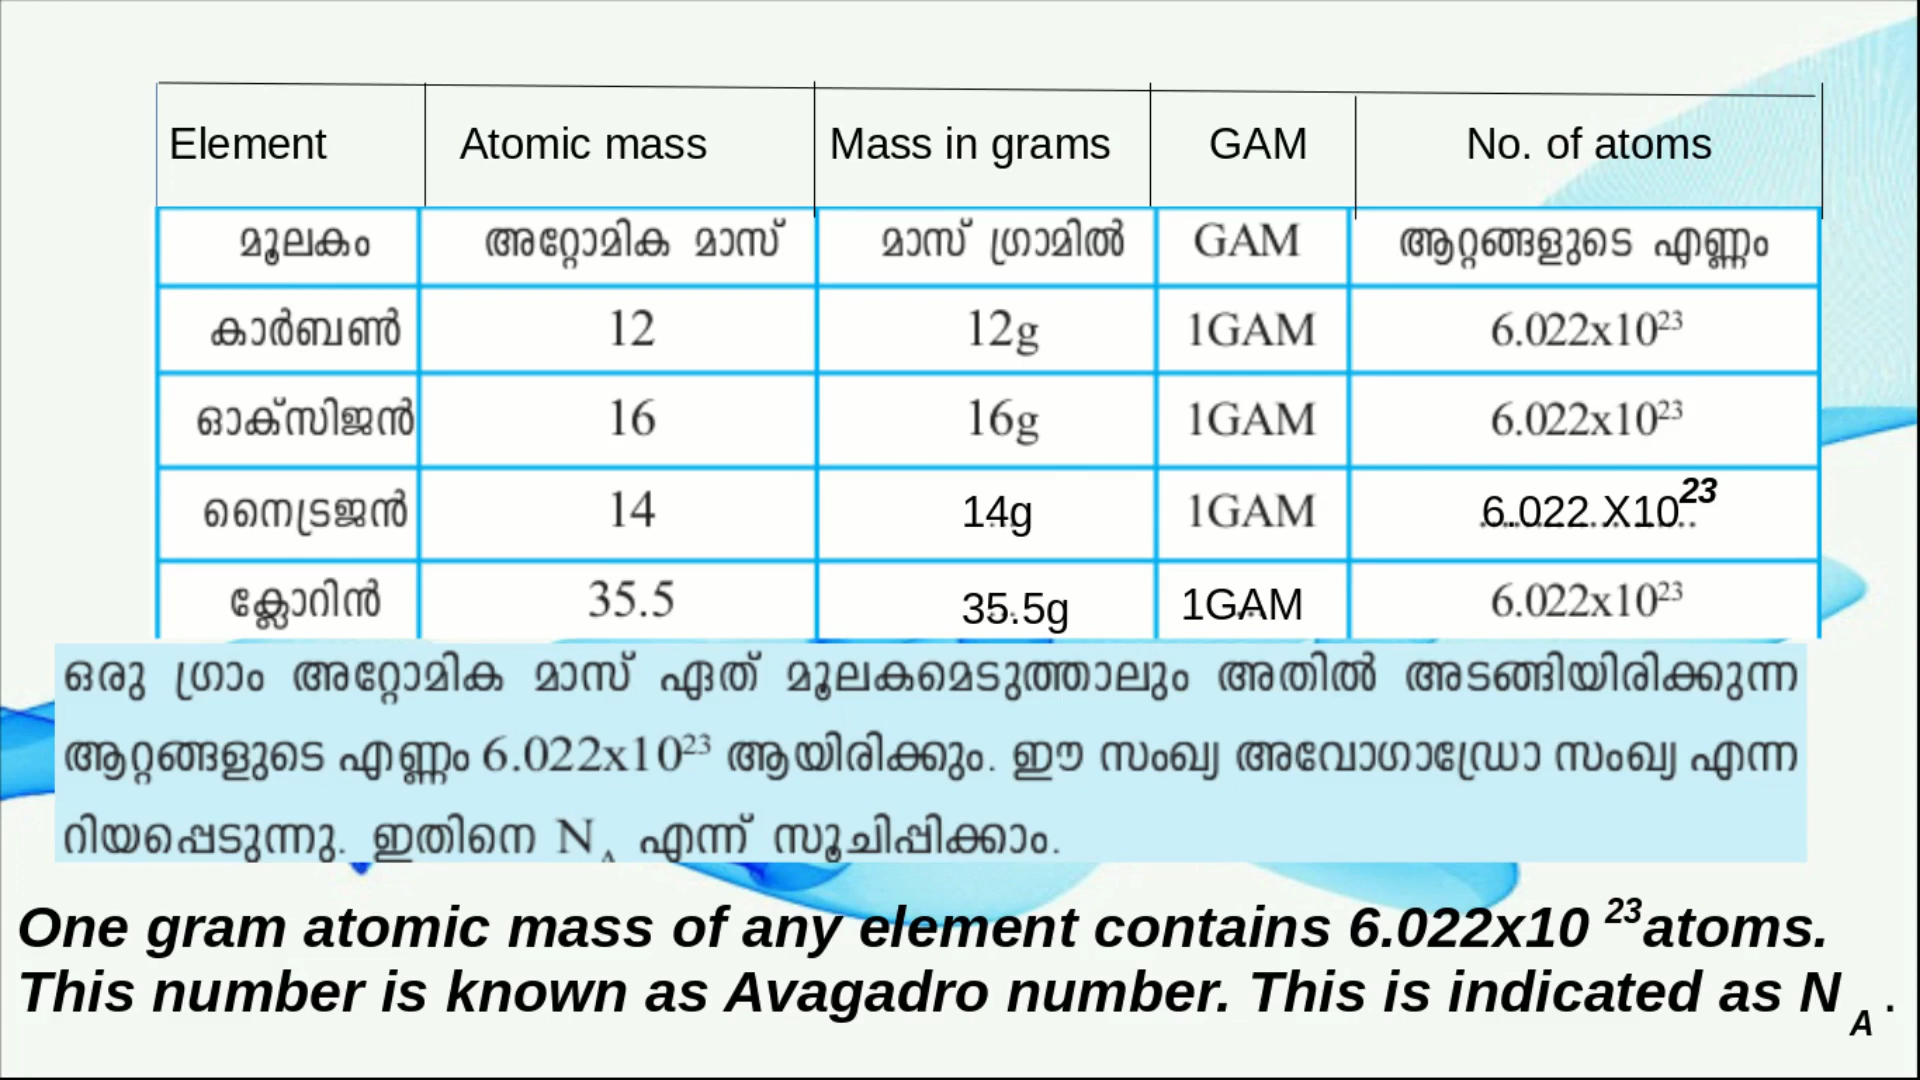 Element Atomic mass Mass in grams GAM No. of atoms
മൂലകം അറ്റോമിക മാസ് മാസ് ഗ്രാമിൽ GAM ആറ്റങ്ങളുടെ എണ്ണം
കാർബൺ 12 12g 1GAM 6.022x10²³
ഓക്സിജൻ 16 16g 1GAM 6.022x10²³
നൈട്രജൻ 14 14g 1GAM 6.022 X10²³
ക്ലോറിൻ 35.5 35.5g 1GAM 6.022x10²³
ഒരു ഗ്രാം അറ്റോമിക മാസ് ഏത് മൂലകമെടുത്താലും അതിൽ അടങ്ങിയിരിക്കുന്ന
ആറ്റങ്ങളുടെ എണ്ണം 6.022x10²³ ആയിരിക്കും. ഈ സംഖ്യ അവോഗാഡ്രോ സംഖ്യ എന്ന
റിയപ്പെടുന്നു. ഇതിനെ N_A എന്ന് സൂചിപ്പിക്കാം.
One gram atomic mass of any element contains 6.022x10 ²³atoms.
This number is known as Avagadro number. This is indicated as N_A .